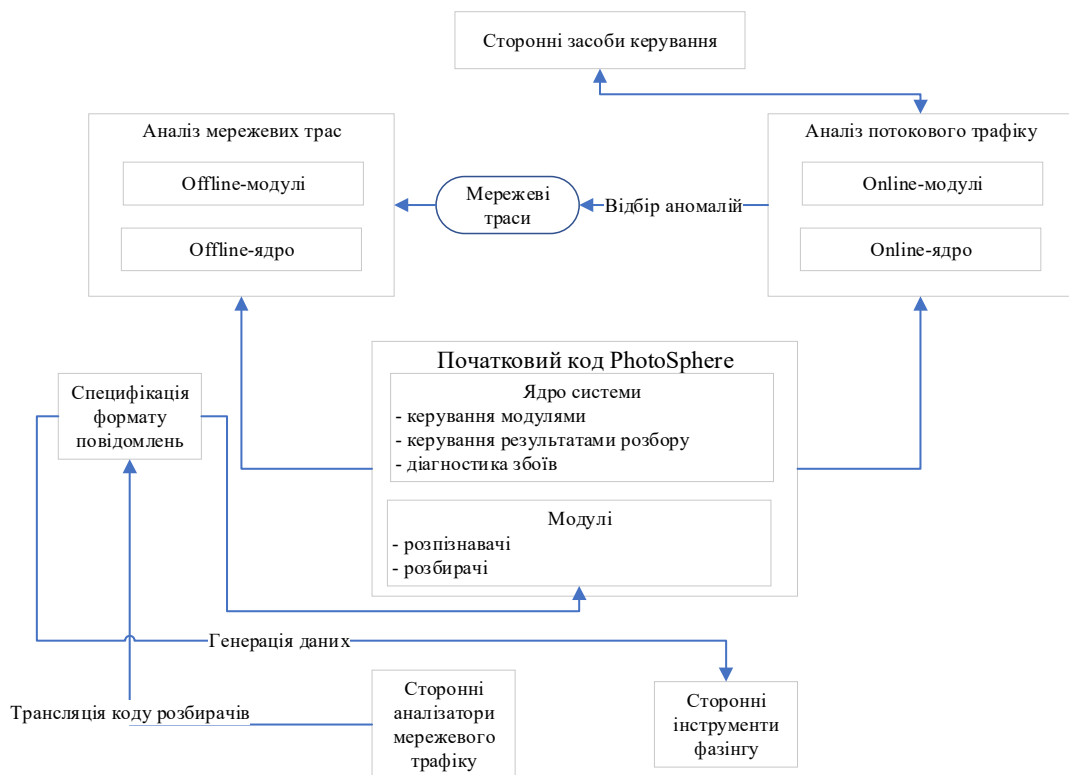 Сторонні засоби керування
Аналіз мережевих трас
Offline-модулі
Offline-ядро
Мережеві
траси
Відбір аномалій
Аналіз потокового трафіку
Online-модулі
Online-ядро
Початковий код PhotoSphere
Ядро системи
- керування модулями
- керування результатами розбору
- діагностика збоїв
Модулі
- розпізнавачі
- розбирачі
Специфікація
формату
повідомлень
Генерація даних
Трансляція коду розбирачів
Сторонні
аналізатори
мережевого
трафіку
Сторонні
інструменти
фазінгу